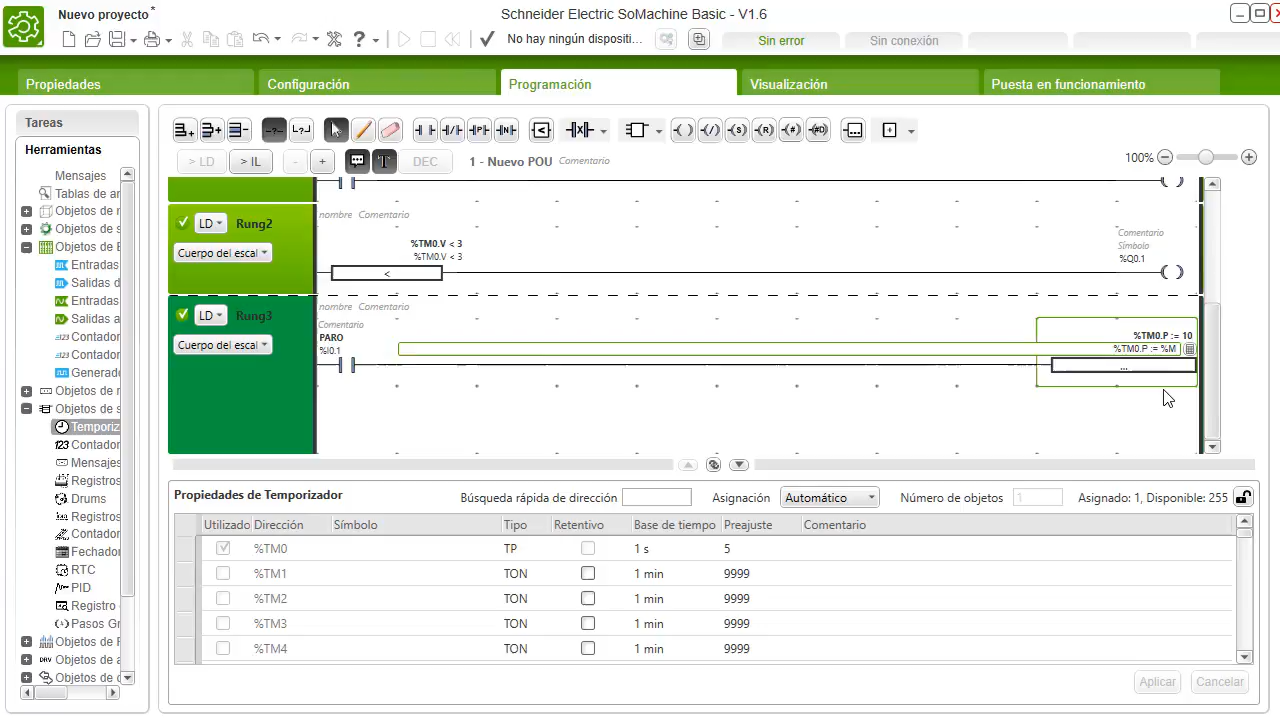 Nuevo proyecto *
Schneider Electric SoMachine Basic - V1.6
No hay ningún dispositi...
Sin error
Sin conexión
Propiedades
Configuración
Programación
Visualización
Puesta en funcionamiento
Tareas
Herramientas
Mensajes
Tablas de ar
Objetos de r
Objetos de s
Objetos de E
Entradas
Salidas d
Entradas
Salidas a
Contador
Contador
Generado
Objetos de r
Objetos de s
Temporiz
Contador
Mensajes
Registros
Drums
Registros
Contador
Fechador
RTC
PID
Registro
Pasos Gr
Objetos de F
Objetos de a
Objetos de c
> LD
> IL
-
+
T
DEC
1 - Nuevo POU
Comentario
100%
LD
Rung2
Cuerpo del escal
nombre Comentario
%TM0.V < 3
%TM0.V < 3
<
Comentario
Símbolo
%Q0.1
LD
Rung3
Cuerpo del escal
nombre Comentario
Comentario
PARO
%I0.1
%TM0.P := 10
%TM0.P := %M
...
Propiedades de Temporizador
Búsqueda rápida de dirección
Asignación
Automático
Número de objetos
1
Asignado: 1, Disponible: 255
Utilizado Dirección Símbolo Tipo Retentivo Base de tiempo Preajuste Comentario
%TM0 TP 1 s 5
%TM1 TON 1 min 9999
%TM2 TON 1 min 9999
%TM3 TON 1 min 9999
%TM4 TON 1 min 9999
Aplicar
Cancelar